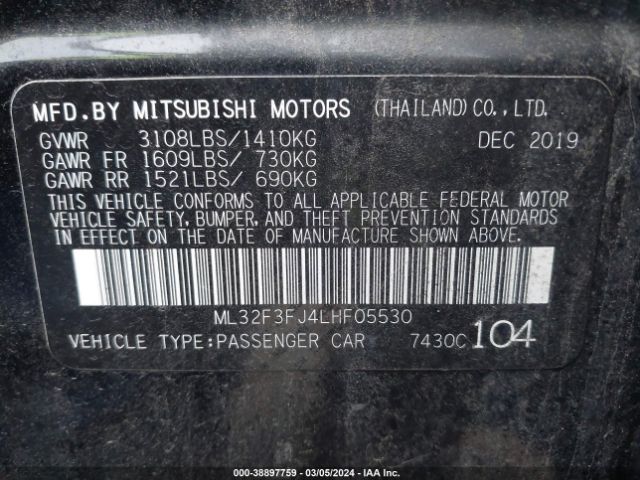 MFD.BY MITSUBISHI MOTORS (THAILAND)CO.,LTD.
GVWR 3108LBS/1410KG DEC 2019
GAWR FR 1609LBS/ 730KG
GAWR RR 1521LBS/ 690KG
THIS VEHICLE CONFORMS TO ALL APPLICABLE FEDERAL MOTOR
VEHICLE SAFETY, BUMPER, AND THEFT PREVENTION STANDARDS
IN EFFECT ON THE DATE OF MANUFACTURE SHOWN ABOVE.
ML32F3FJ4LHF05530
VEHICLE TYPE:PASSENGER CAR 7430C 104
000-38897759 — 03/05/2024 — IAA Inc.